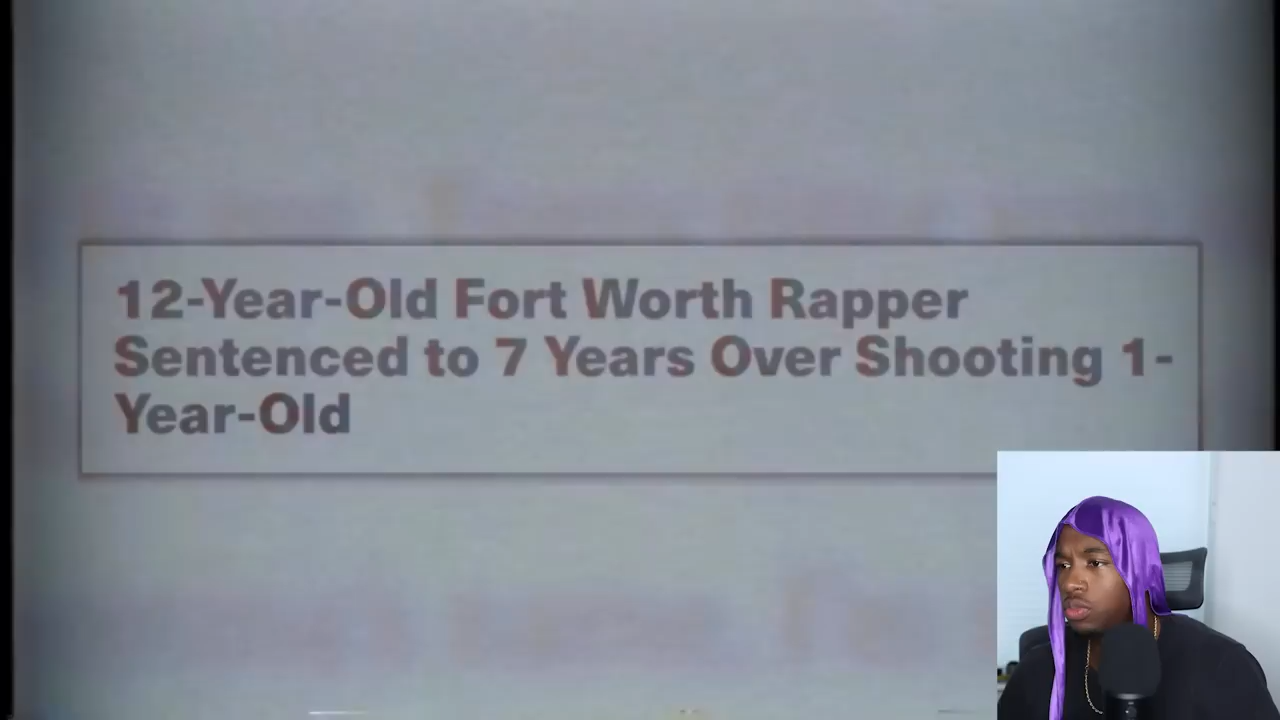 12-Year-Old Fort Worth Rapper
Sentenced to 7 Years Over Shooting 1-
Year-Old